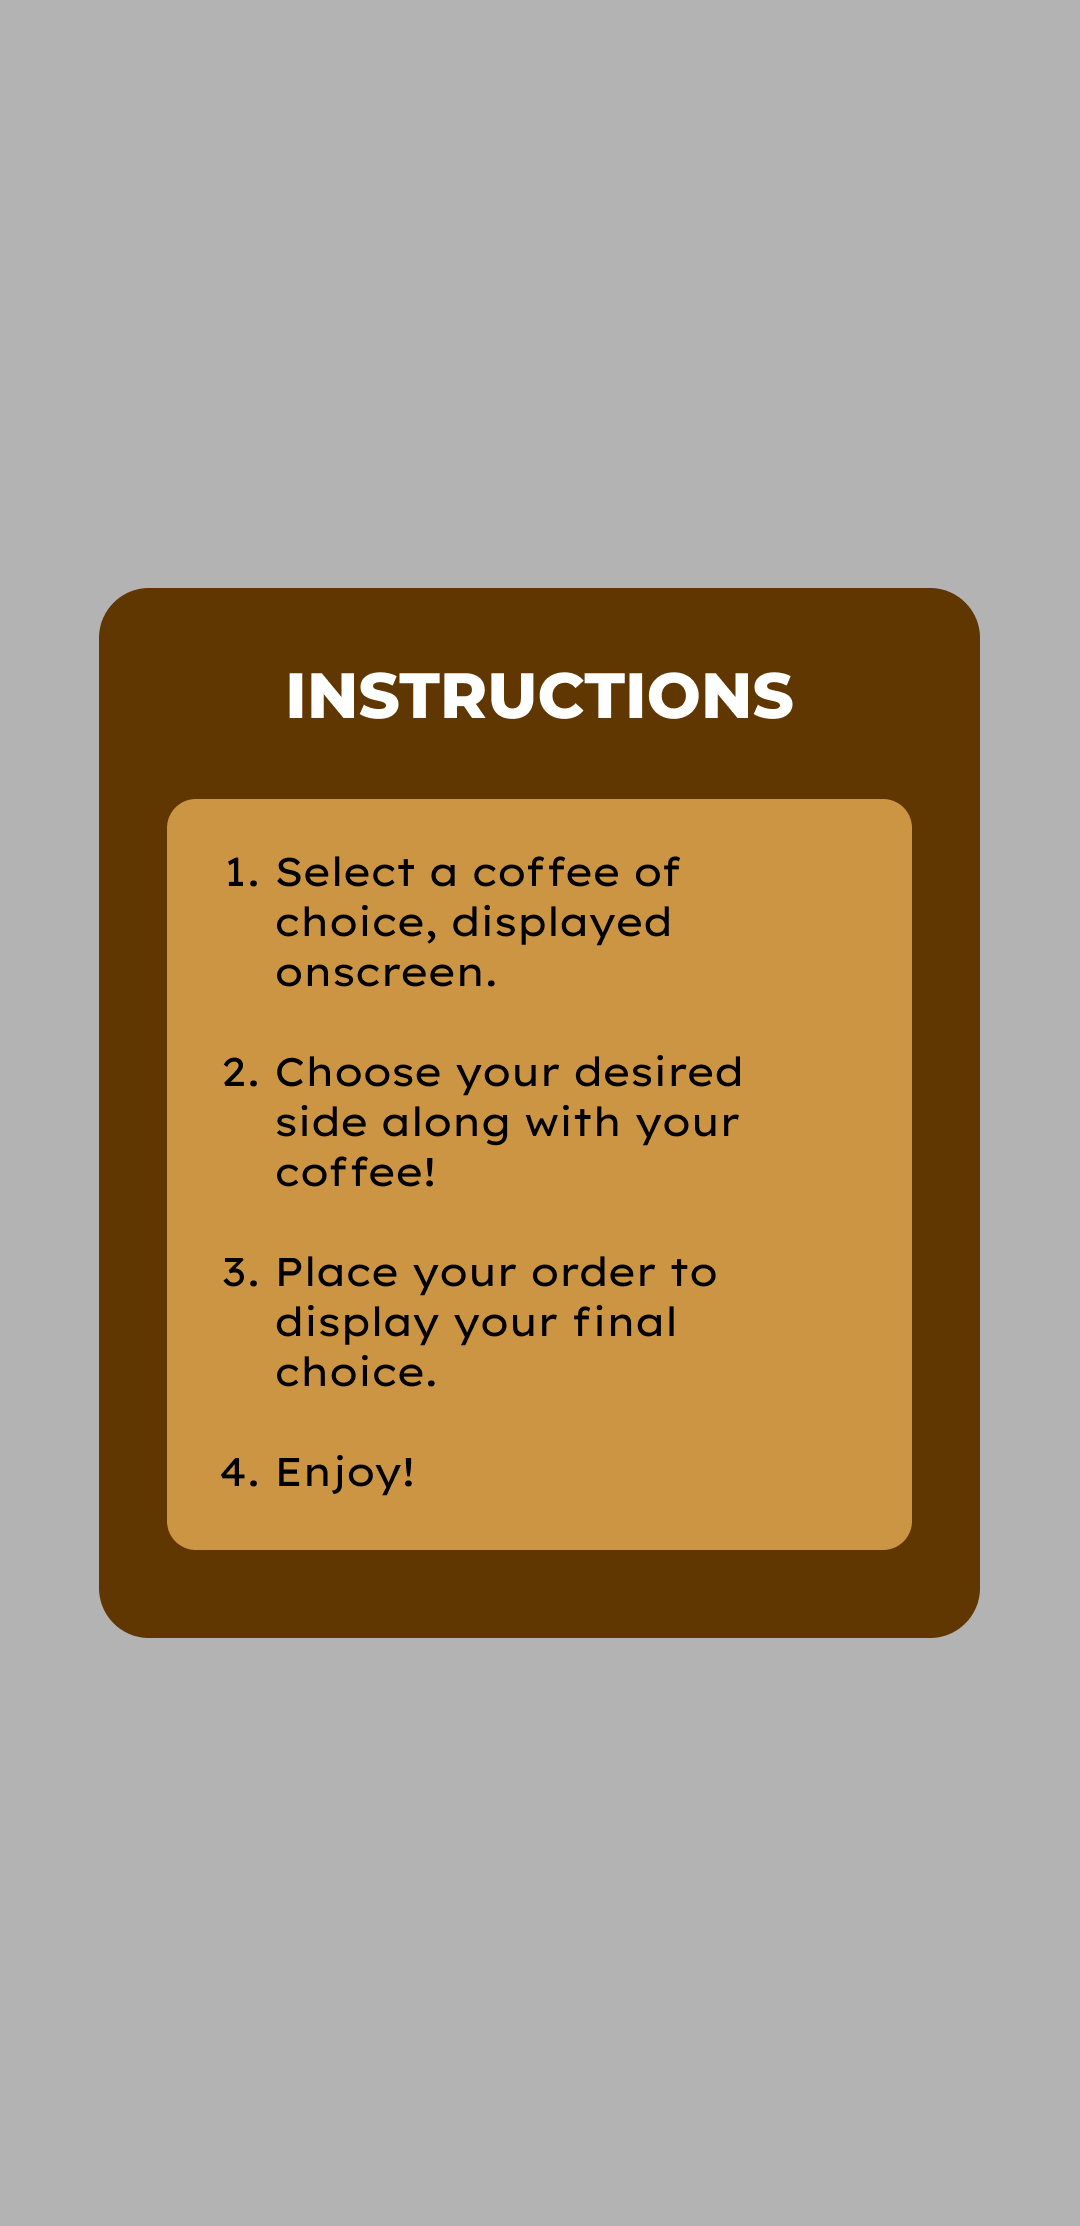 INSTRUCTIONS
1. Select a coffee of
choice, displayed
onscreen.
2. Choose your desired
side along with your
coffee!
3. Place your order to
display your final
choice.
4. Enjoy!